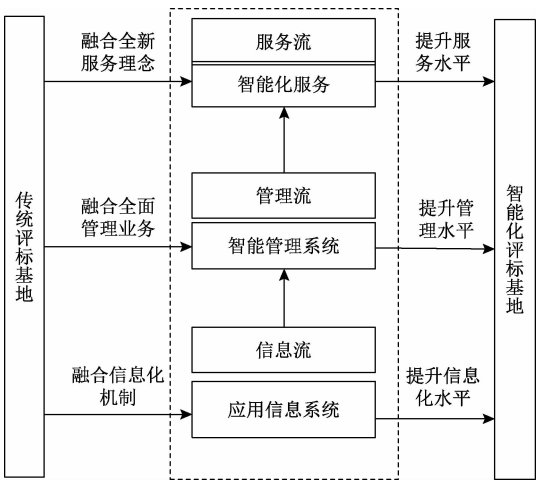 传统评标基地
融合全新
服务理念
服务流
智能化服务
提升服
务水平
融合全面
管理业务
管理流
智能管理系统
提升管
理水平
融合信息化
机制
信息流
应用信息系统
提升信息
化水平
智能化评标基地